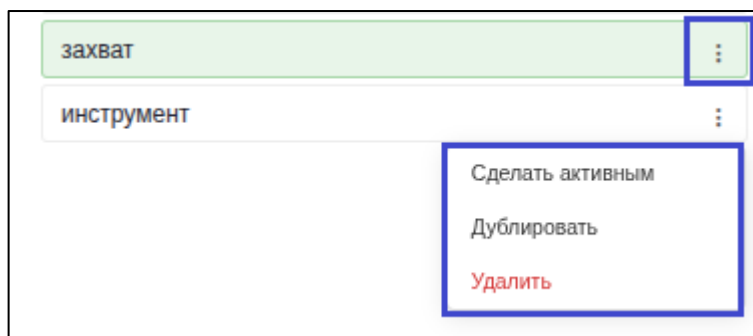 захват
инструмент
Сделать активным
Дублировать
Удалить